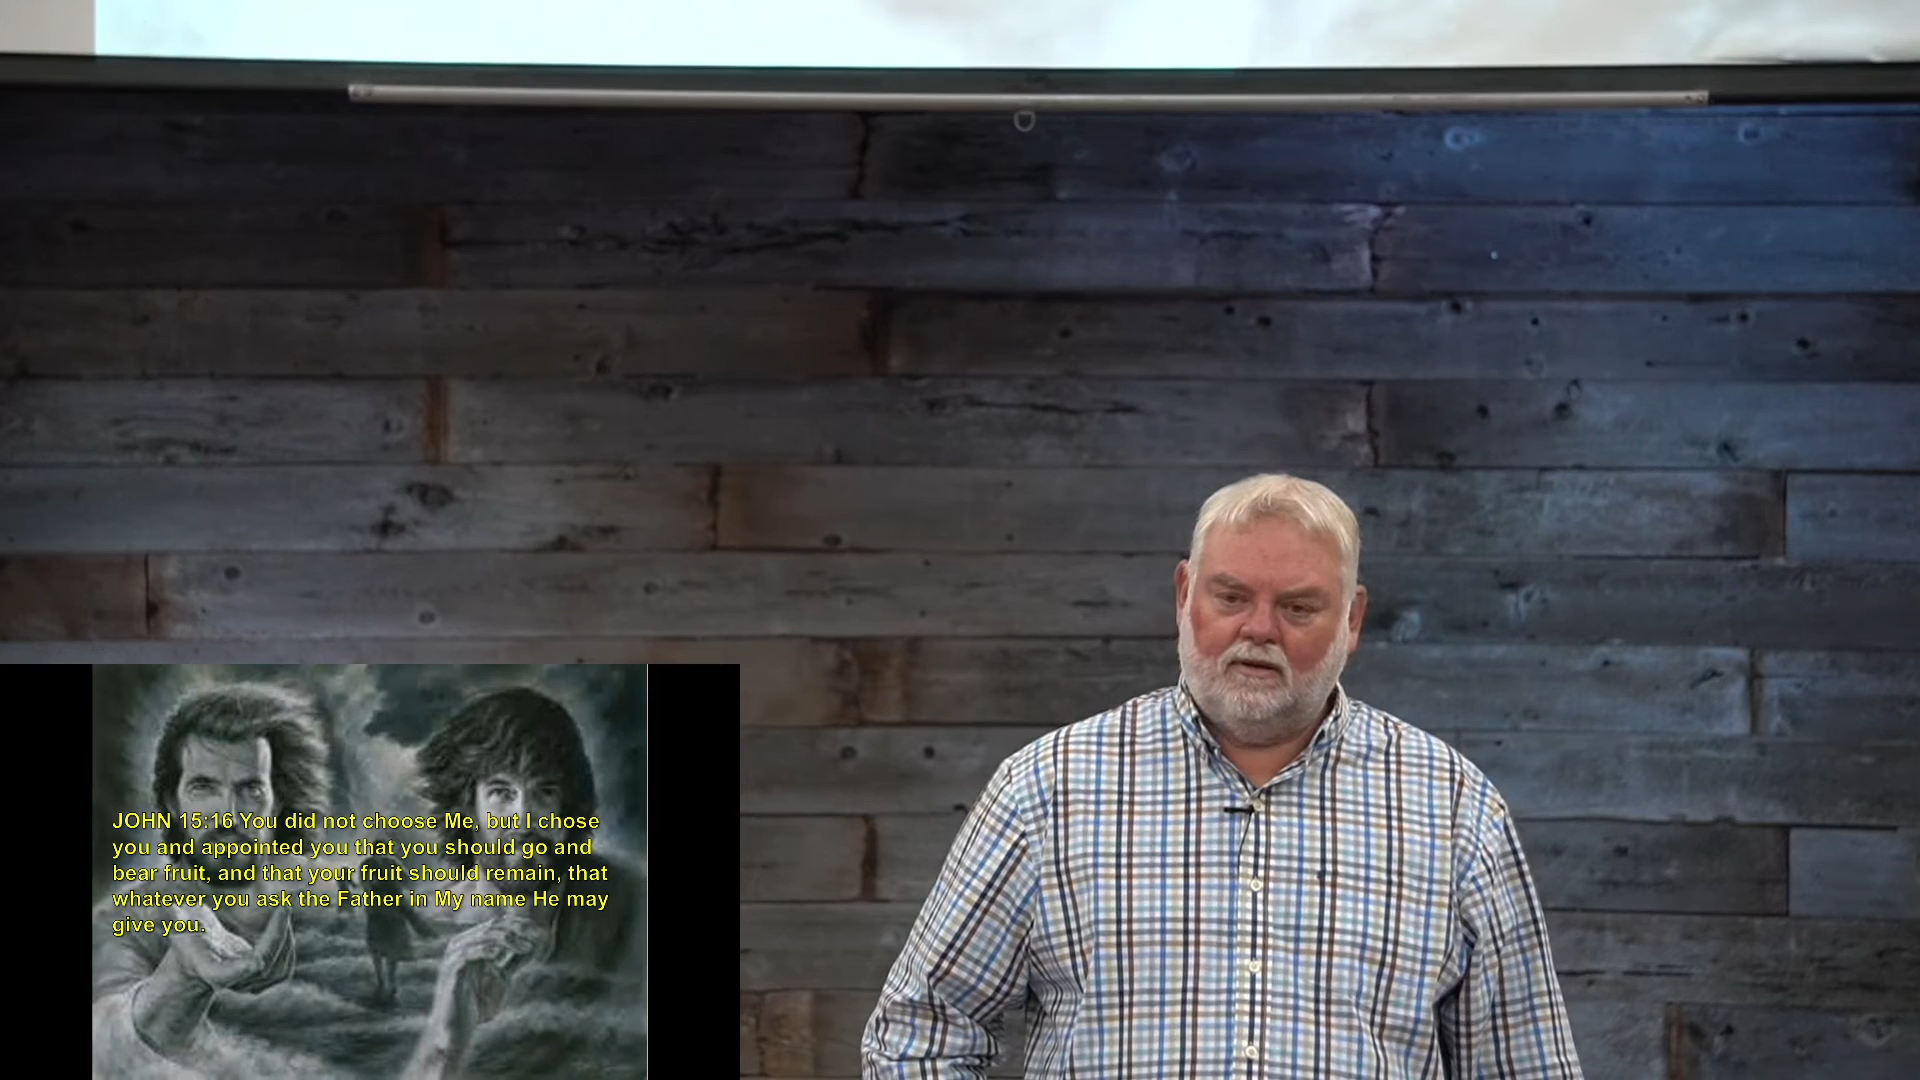 JOHN 15:16 You did not choose Me, but I chose
you and appointed you that you should go and
bear fruit, and that your fruit should remain, that
whatever you ask the Father in My name He may
give you.